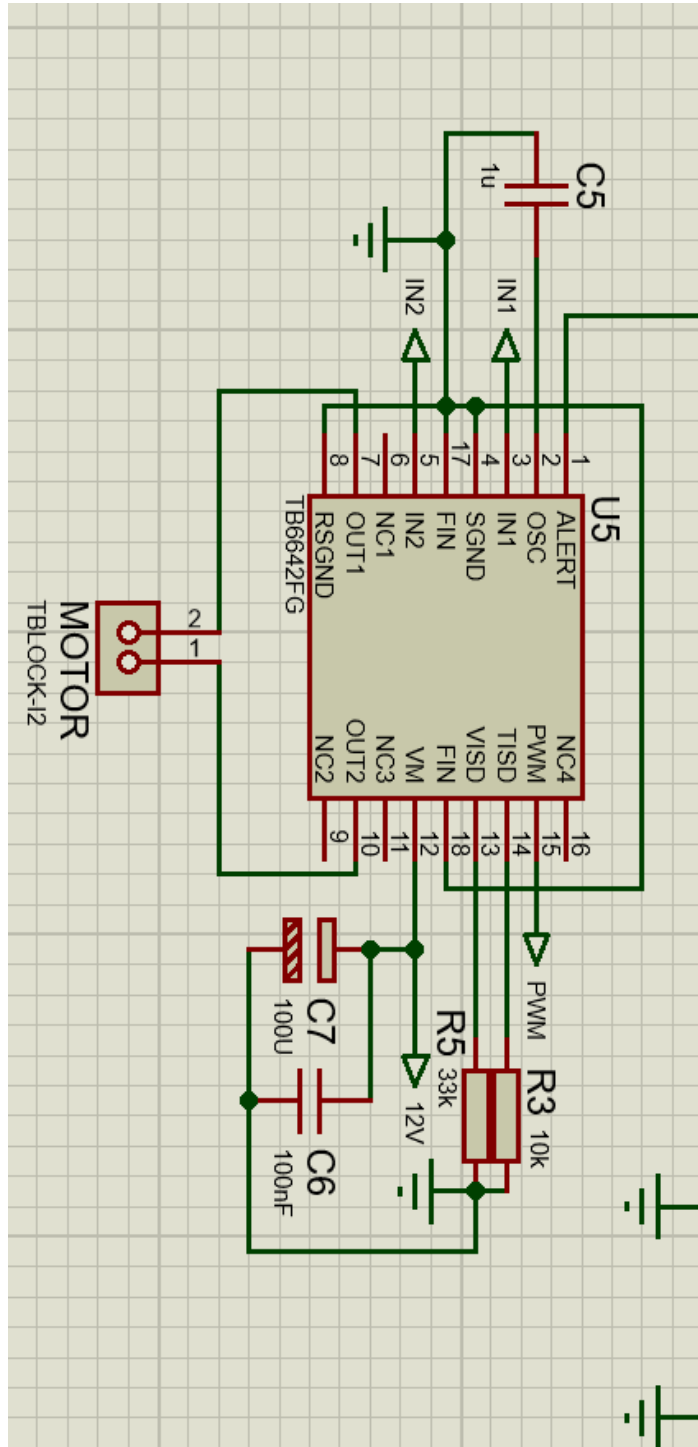 C5
1u
IN2
IN1
8
7
6
5
17
4
3
2
1
U5
TB6642FG
RSGND
OUT1
NC1
IN2
FIN
SGND
IN1
OSC
ALERT
MOTOR
TBLOCK-I2
2
1
NC2
OUT2
NC3
VM
FIN
VISD
TISD
PWM
NC4
9
10
11
12
18
13
14
15
16
PWM
C7
100U
R5
33k
R3
10k
12V
C6
100nF